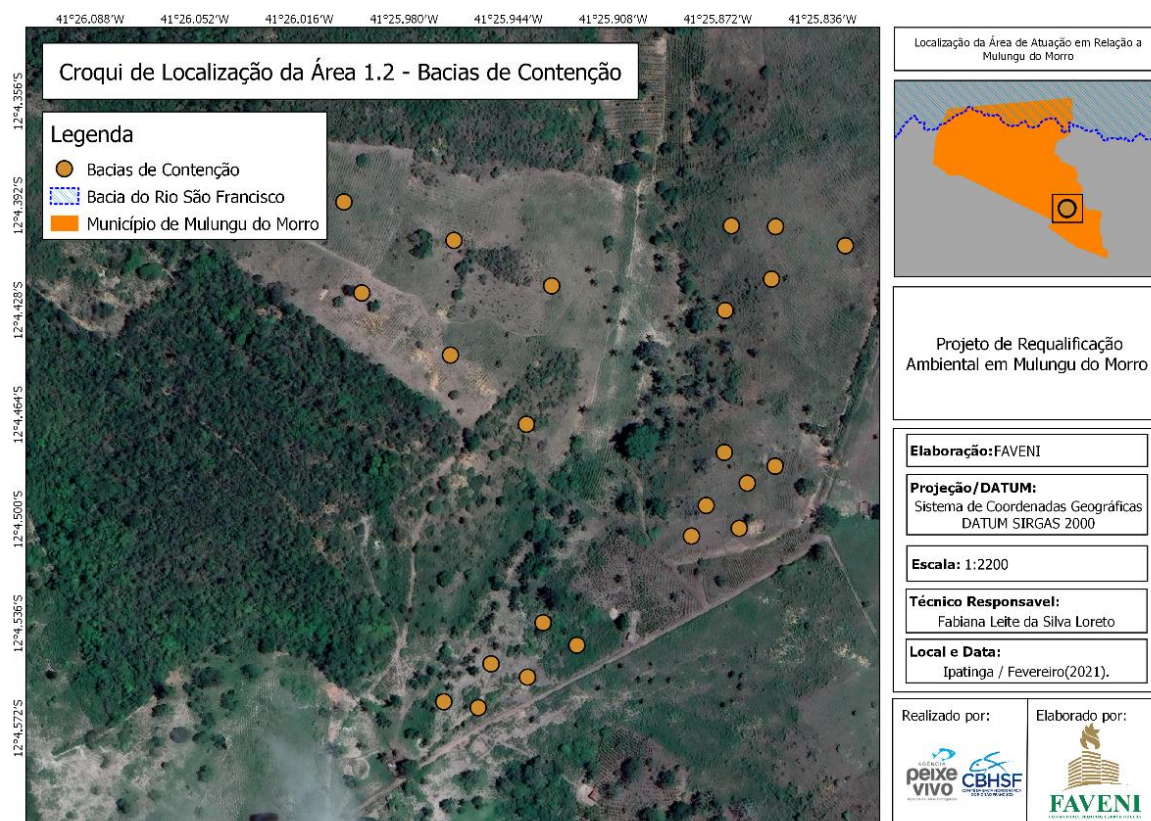 41°26.088'W 41°26.052'W 41°26.016'W 41°25.980'W 41°25.944'W 41°25.908'W 41°25.872'W 41°25.836'W
Croqui de Localização da Área 1.2 - Bacias de Contenção
Legenda
Bacias de Contenção
Bacia do Rio São Francisco
Município de Mulungu do Morro
12°4.356'S
12°4.392'S
12°4.428'S
12°4.464'S
12°4.500'S
12°4.536'S
12°4.572'S
Localização da Área de Atuação em Relação a
Mulungu do Morro
Projeto de Requalificação
Ambiental em Mulungu do Morro
Elaboração:FAVENI
Projeção/DATUM:
Sistema de Coordenadas Geográficas
DATUM SIRGAS 2000
Escala: 1:2200
Técnico Responsavel:
Fabiana Leite da Silva Loreto
Local e Data:
Ipatinga / Fevereiro(2021).
Realizado por:
AGÊNCIA
peixe
vivo
CBHSF
Elaborado por:
FAVENI